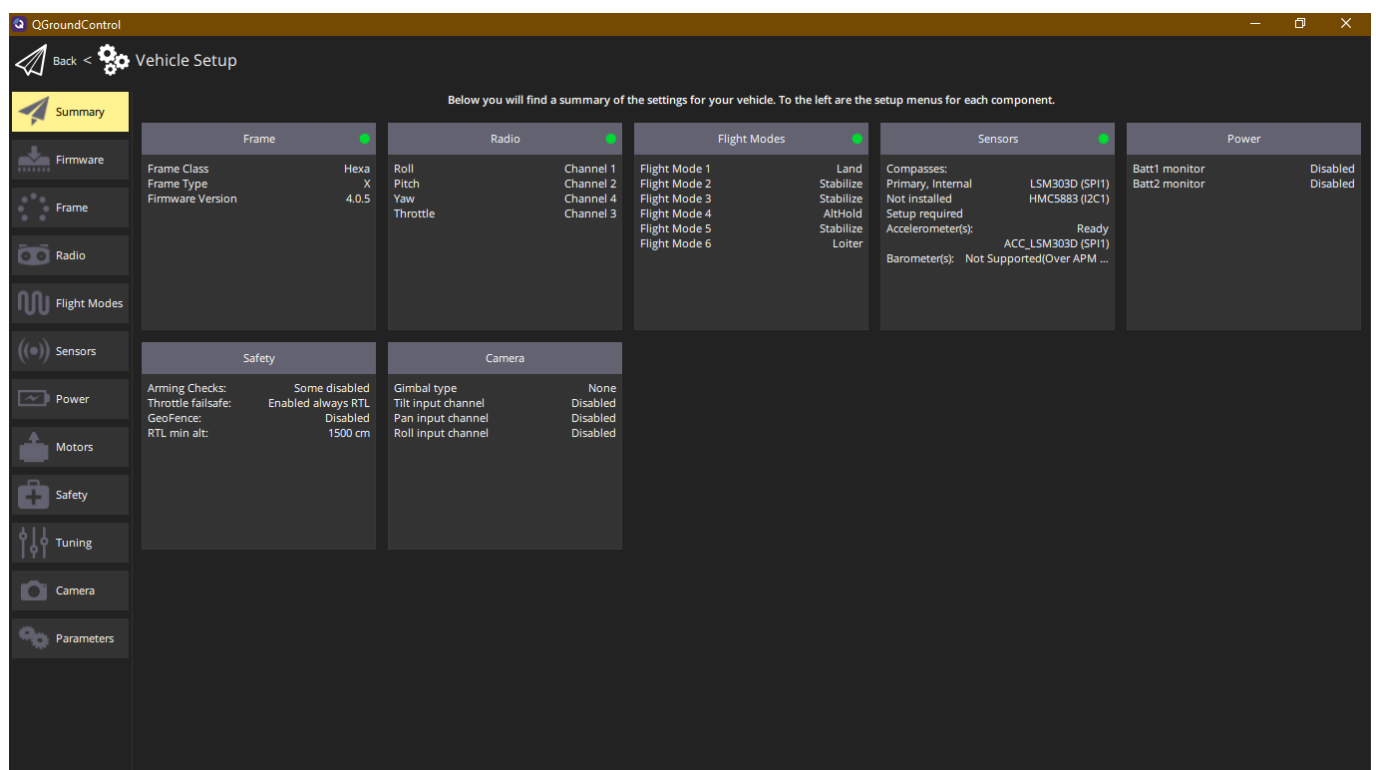 QGroundControl
Back < Vehicle Setup
Below you will find a summary of the settings for your vehicle. To the left are the setup menus for each component.
Summary
Firmware
Frame
Radio
Flight Modes
Sensors
Power
Motors
Safety
Tuning
Camera
Parameters
Frame
Frame Class Hexa
Frame Type X
Firmware Version 4.0.5
Radio
Roll Channel 1
Pitch Channel 2
Yaw Channel 4
Throttle Channel 3
Flight Modes
Flight Mode 1 Land
Flight Mode 2 Stabilize
Flight Mode 3 Stabilize
Flight Mode 4 AltHold
Flight Mode 5 Stabilize
Flight Mode 6 Loiter
Sensors
Compasses:
Primary, Internal LSM303D (SPI1)
Not installed HMC5883 (I2C1)
Setup required
Accelerometer(s): Ready
ACC_LSM303D (SPI1)
Barometer(s): Not Supported(Over APM ...
Power
Batt1 monitor Disabled
Batt2 monitor Disabled
Safety
Arming Checks: Some disabled
Throttle failsafe: Enabled always RTL
GeoFence: Disabled
RTL min alt: 1500 cm
Camera
Gimbal type None
Tilt input channel Disabled
Pan input channel Disabled
Roll input channel Disabled